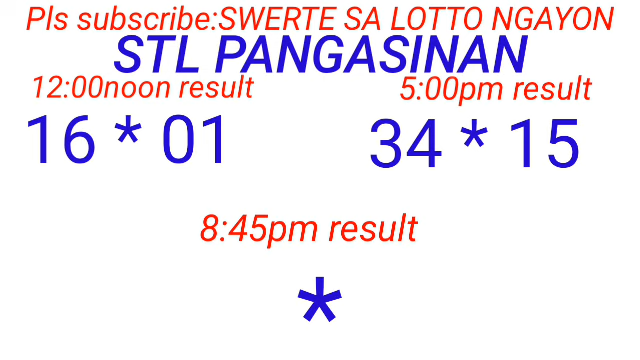 Pls subscribe:SWERTE SA LOTTO NGAYON
STL PANGASINAN
12:00noon result
5:00pm result
16 * 01
34 * 15
8:45pm result
*